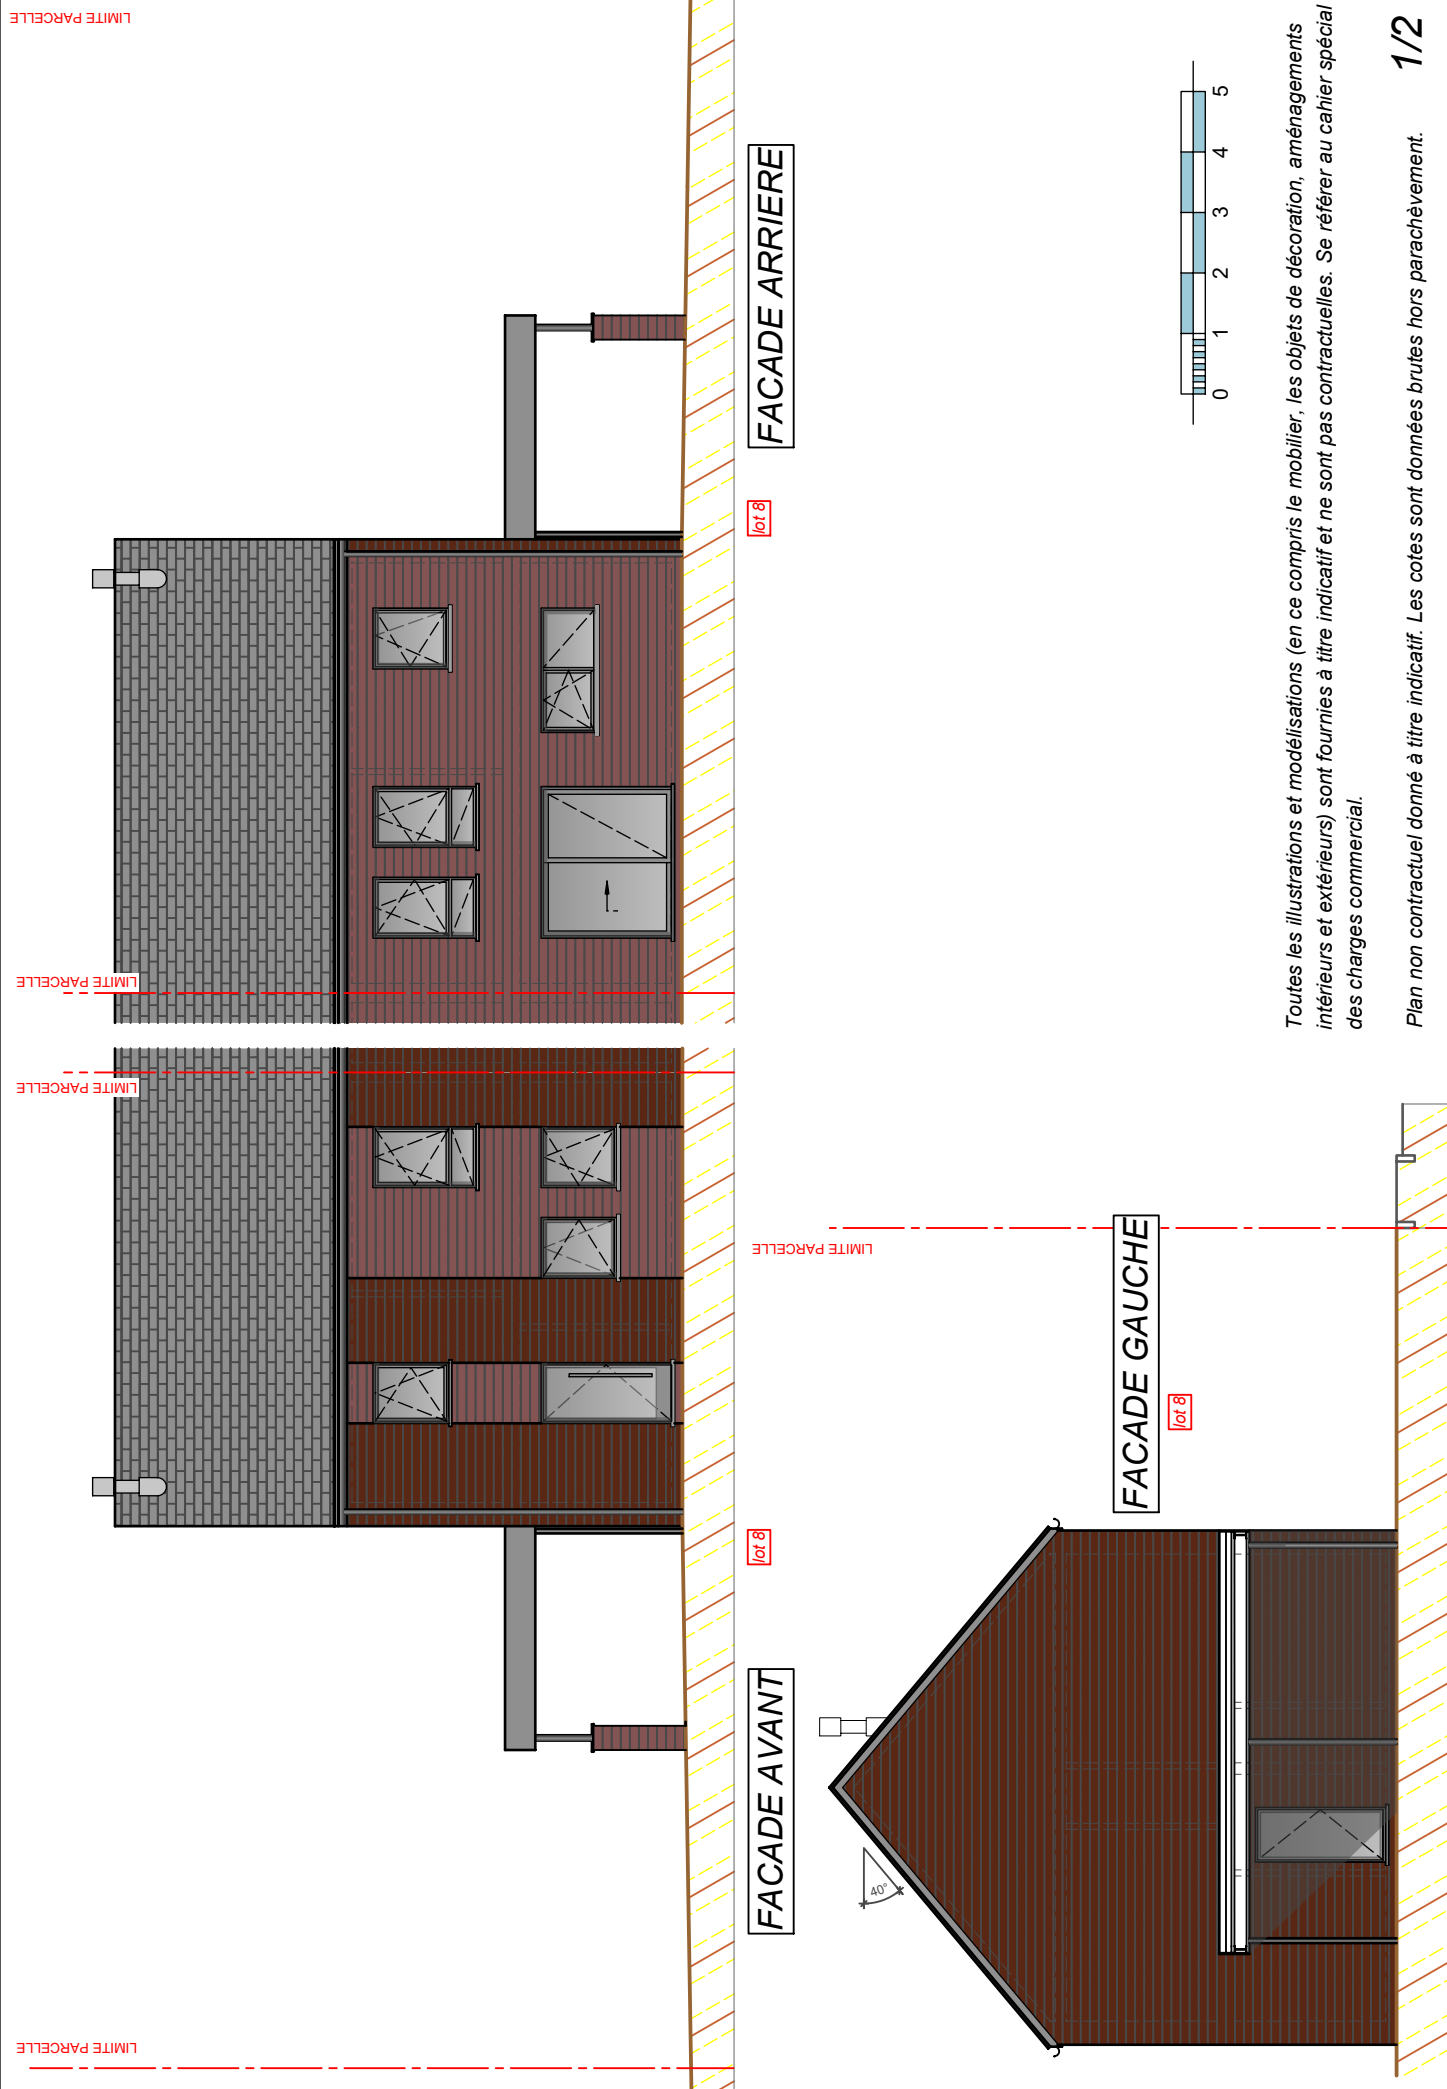 LIMITE PARCELLE
LIMITE PARCELLE
LIMITE PARCELLE
LIMITE PARCELLE
FACADE AVANT
lot 8
lot 8
FACADE ARRIERE
LIMITE PARCELLE
40°
FACADE GAUCHE
lot 8
0 1 2 3 4 5
Toutes les illustrations et modélisations (en ce compris le mobilier, les objets de décoration, aménagements
intérieurs et extérieurs) sont fournies à titre indicatif et ne sont pas contractuelles. Se référer au cahier spécial
des charges commercial.
Plan non contractuel donné à titre indicatif. Les cotes sont données brutes hors parachèvement.
1/2